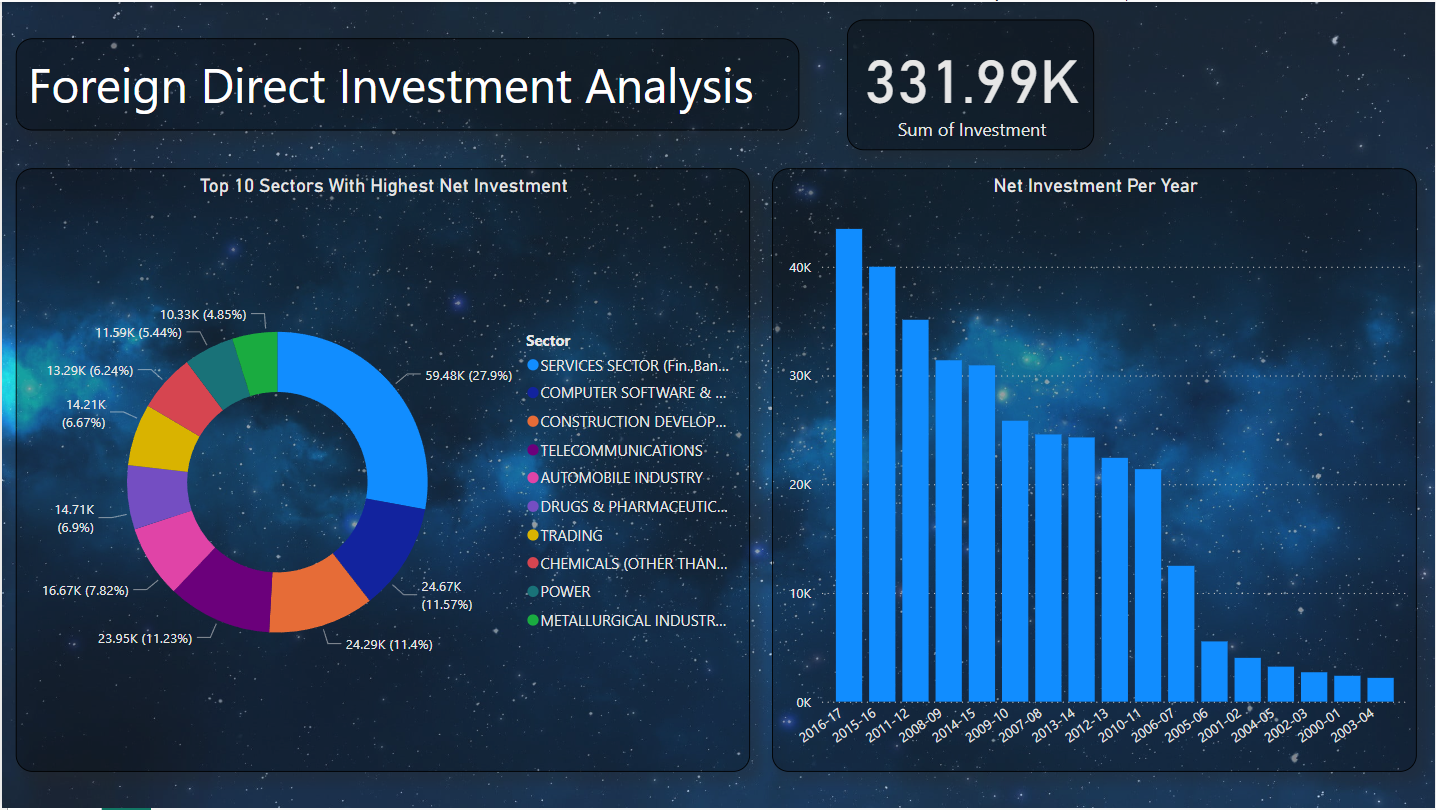 Foreign Direct Investment Analysis
331.99K
Sum of Investment
Top 10 Sectors With Highest Net Investment
10.33K (4.85%)
11.59K (5.44%)
13.29K (6.24%)
14.21K
(6.67%)
14.71K
(6.9%)
16.67K (7.82%)
23.95K (11.23%)
24.29K (11.4%)
24.67K
(11.57%)
59.48K (27.9%)
Sector
SERVICES SECTOR (Fin.,Ban...
COMPUTER SOFTWARE & ...
CONSTRUCTION DEVELOP...
TELECOMMUNICATIONS
AUTOMOBILE INDUSTRY
DRUGS & PHARMACEUTIC...
TRADING
CHEMICALS (OTHER THAN...
POWER
METALLURGICAL INDUSTR...
Net Investment Per Year
40K
30K
20K
10K
0K
2016-17
2015-16
2011-12
2008-09
2014-15
2009-10
2007-08
2013-14
2012-13
2010-11
2006-07
2005-06
2001-02
2004-05
2002-03
2000-01
2003-04